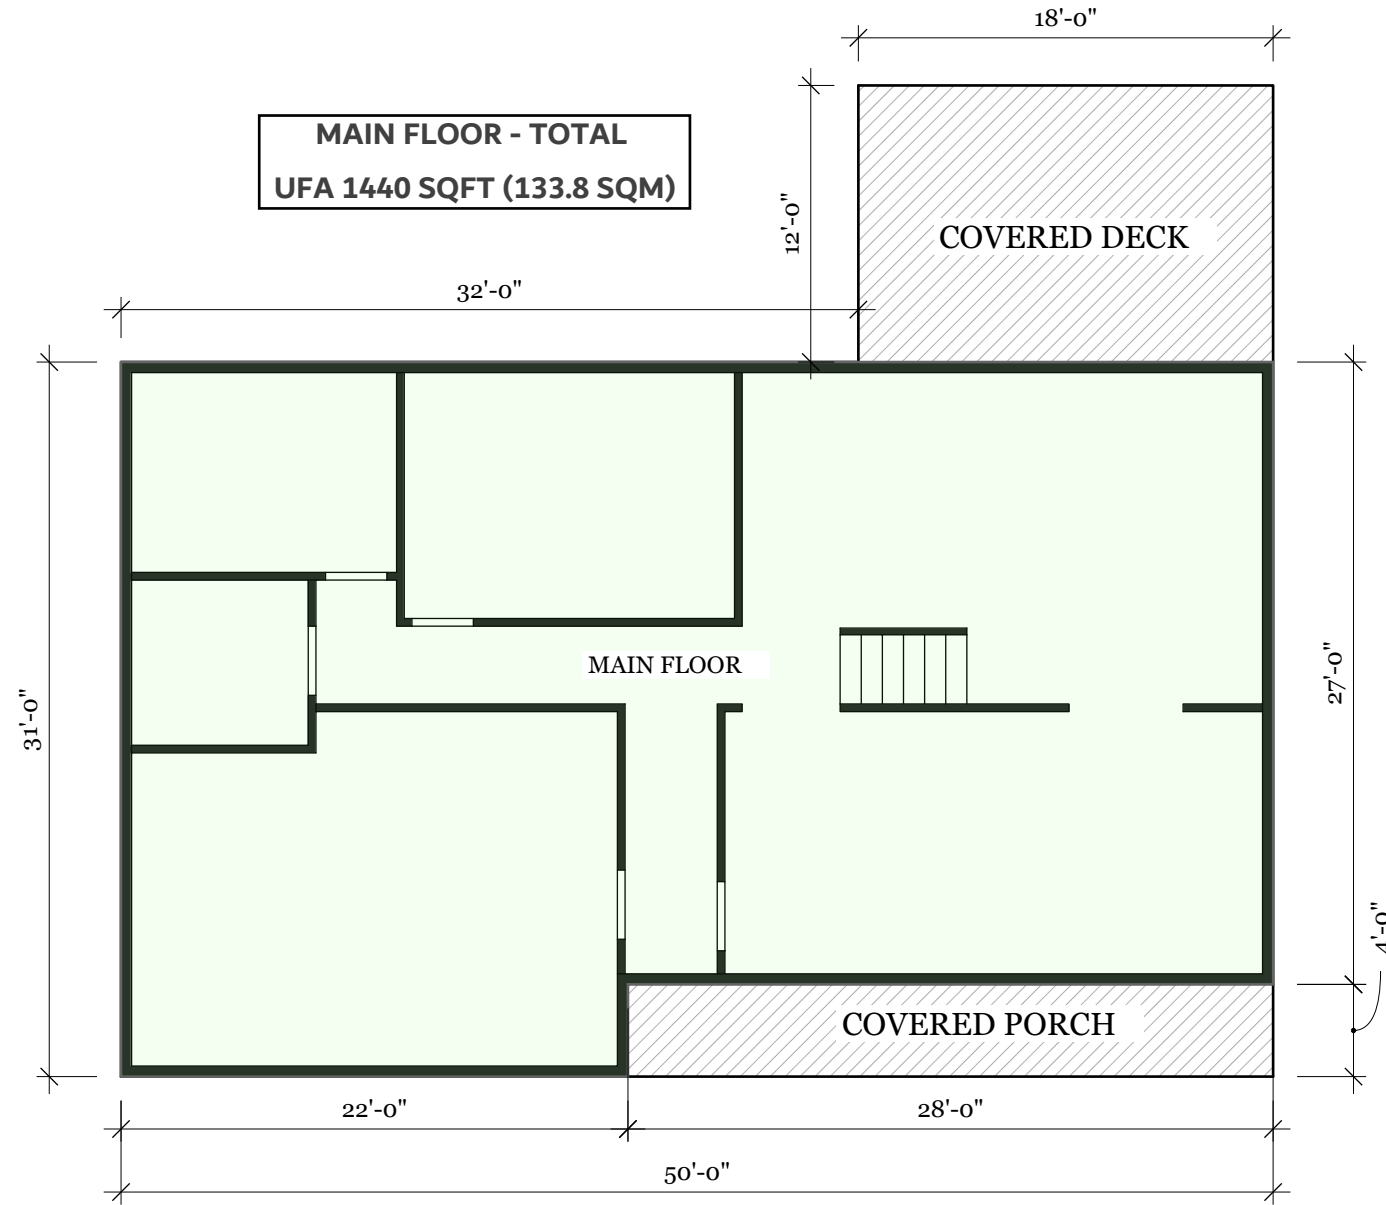 18'-0"
MAIN FLOOR - TOTAL
UFA 1440 SQFT (133.8 SQM)
12'-0"
COVERED DECK
32'-0"
MAIN FLOOR
31'-0"
27'-0"
4'-0"
COVERED PORCH
22'-0"
28'-0"
50'-0"